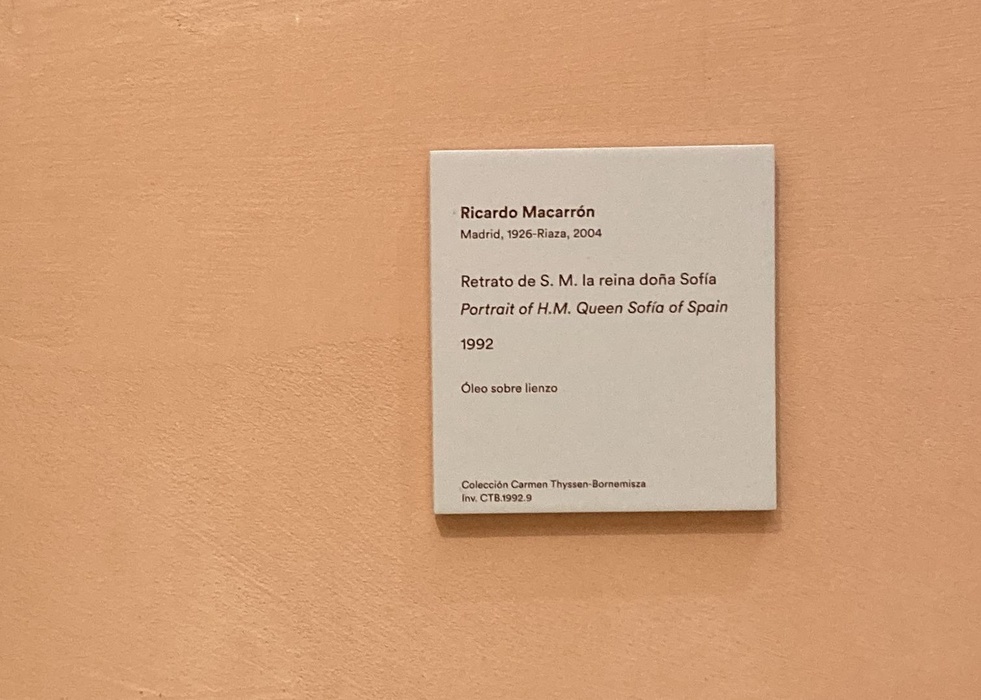 Ricardo Macarrón
Madrid, 1926-Riaza, 2004
Retrato de S. M. la reina doña Sofía
Portrait of H.M. Queen Sofía of Spain
1992
Óleo sobre lienzo
Colección Carmen Thyssen-Bornemisza
Inv. CTB.1992.9